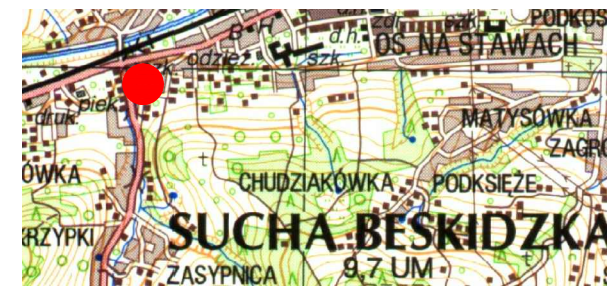 PODKOS
d.h.
OS. NA STAWACH
odzież.
szk.
piek.
druk.
MATYSÓWKA
ZAGRO
ÓWKA
CHUDZIAKÓWKA
PODKSIĘŻE
RZYPKI
SUCHA BESKIDZKA
ZASYPNICA
9,7 UM